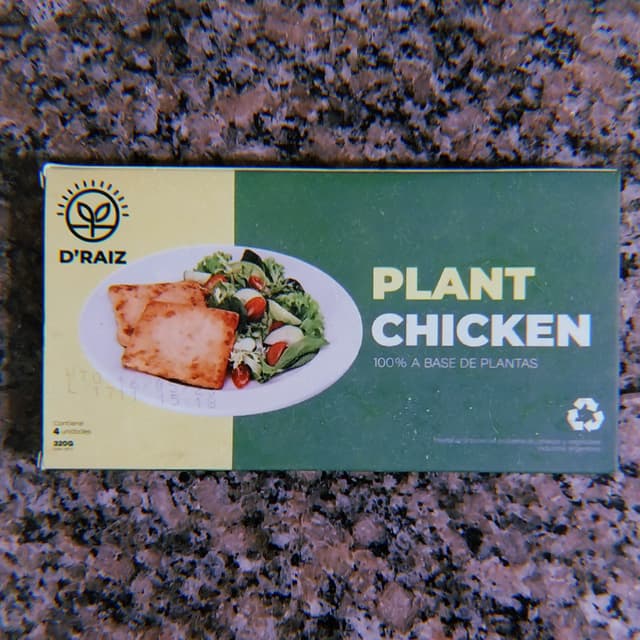 D'RAIZ
PLANT
CHICKEN
100% A BASE DE PLANTAS
Contiene
4 unidades
320G